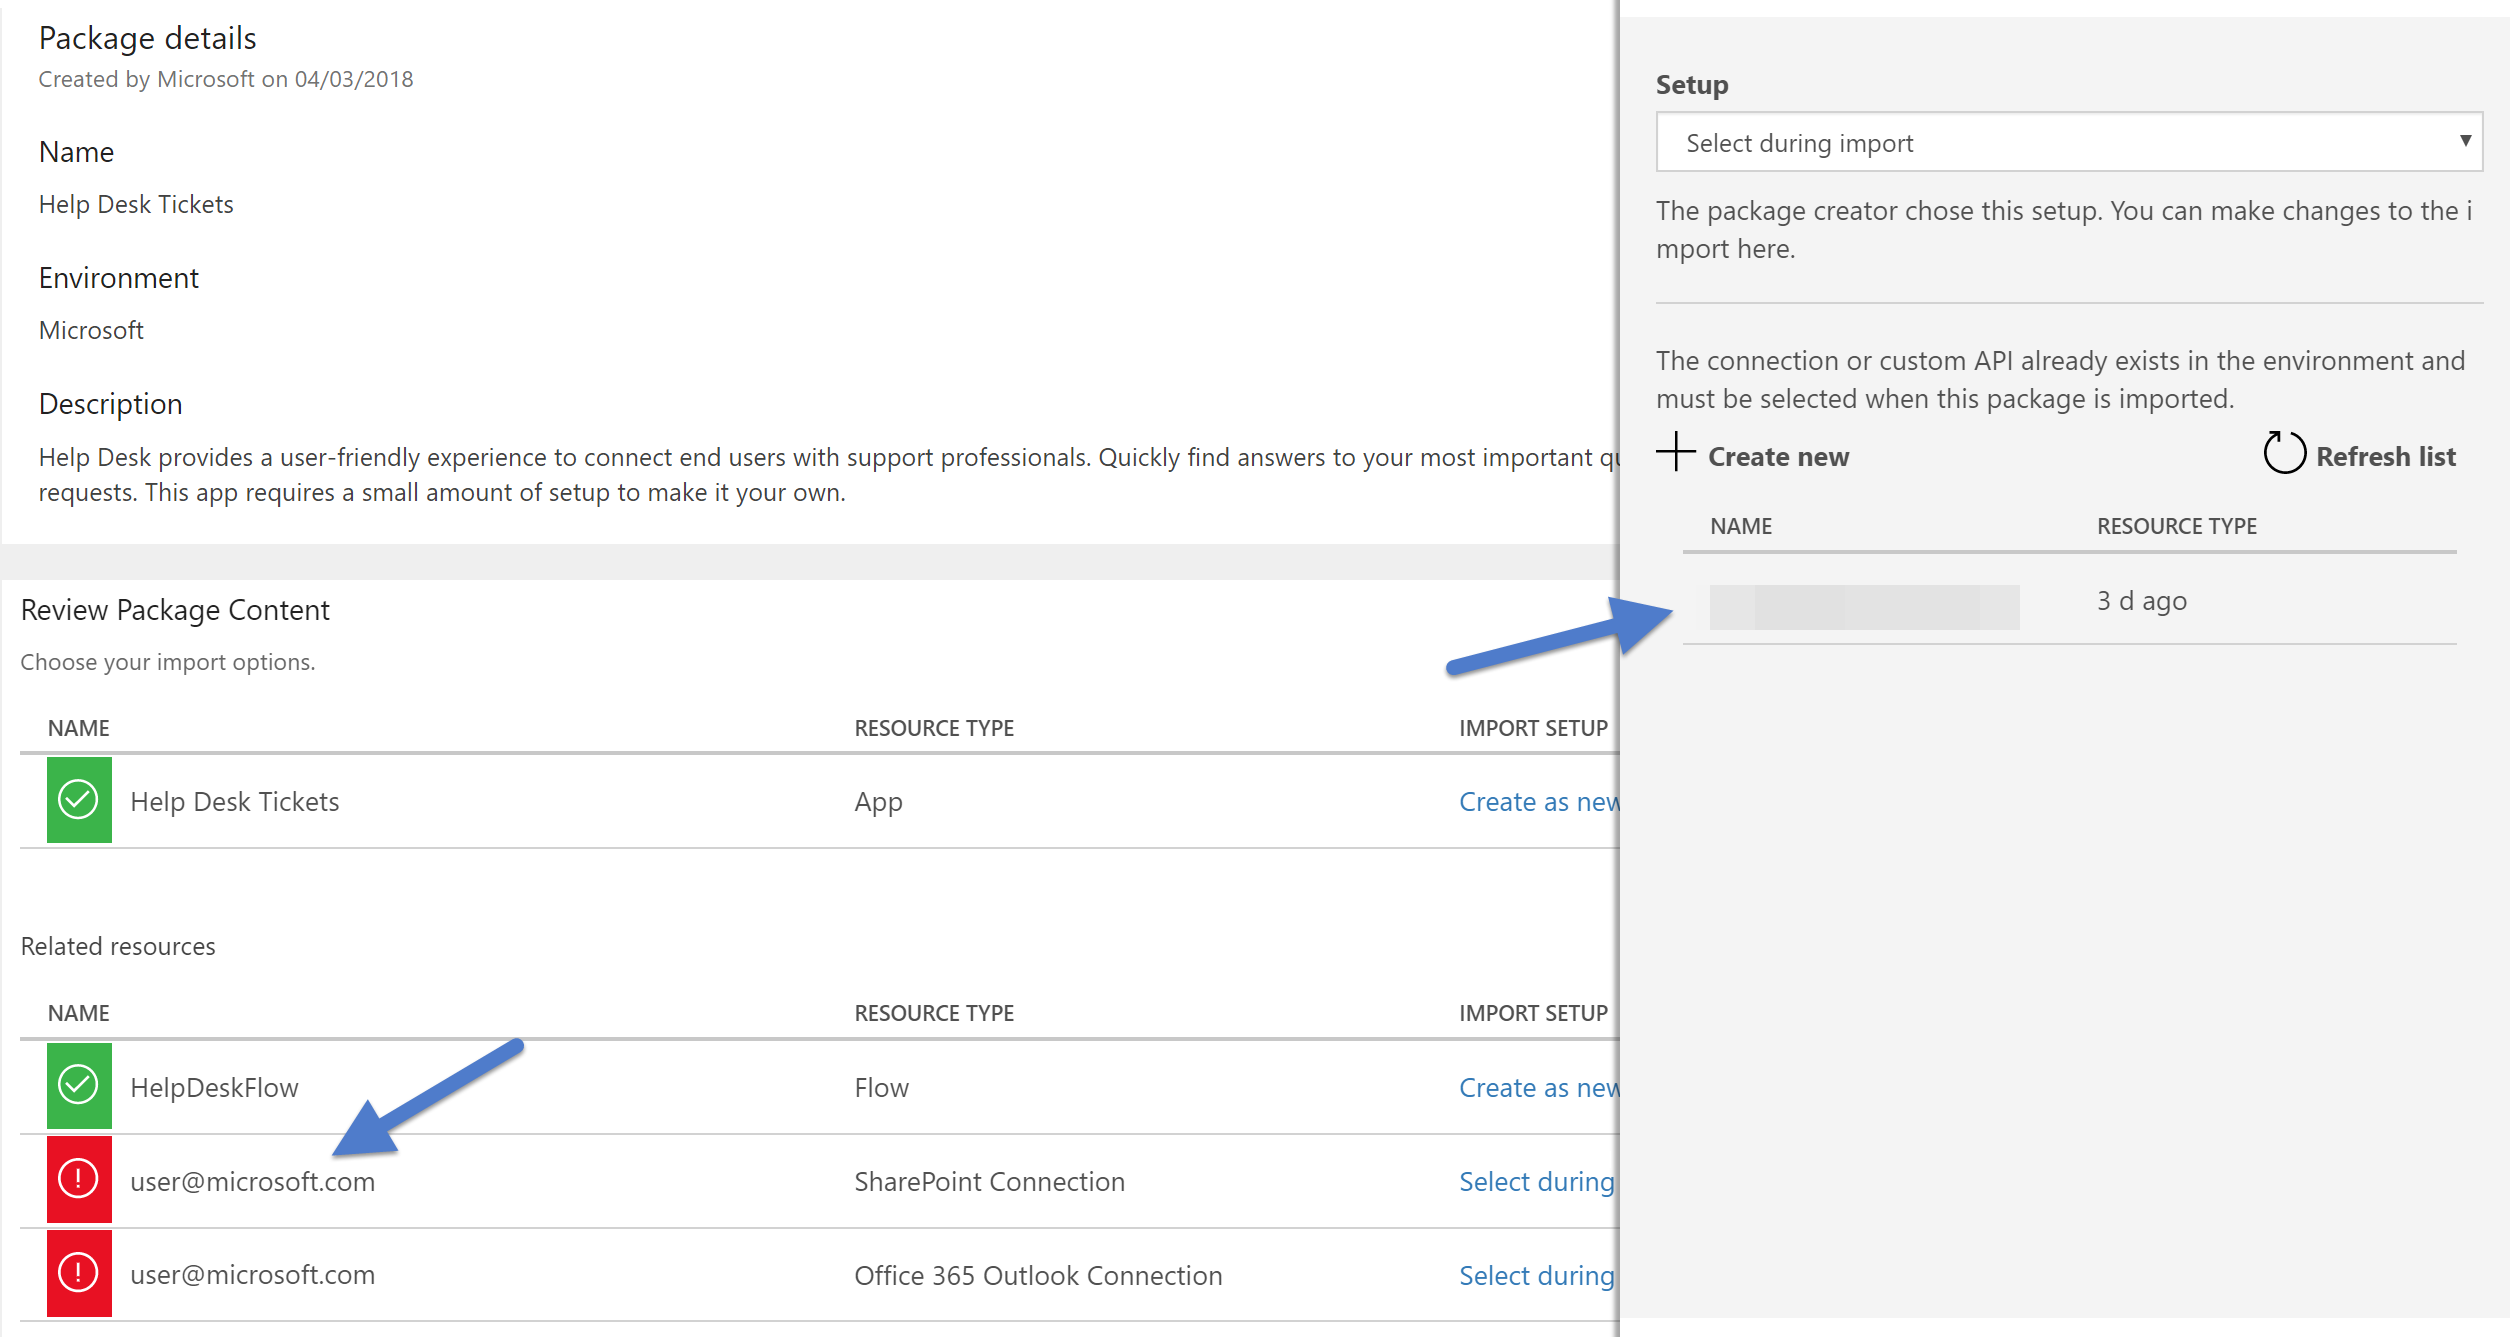 Package details
Created by Microsoft on 04/03/2018
Name
Help Desk Tickets
Environment
Microsoft
Description
Help Desk provides a user-friendly experience to connect end users with support professionals. Quickly find answers to your most important qu
requests. This app requires a small amount of setup to make it your own.
Review Package Content
Choose your import options.
NAME RESOURCE TYPE IMPORT SETUP
Help Desk Tickets App Create as new
Related resources
NAME RESOURCE TYPE IMPORT SETUP
HelpDeskFlow Flow Create as new
user@microsoft.com SharePoint Connection Select during
user@microsoft.com Office 365 Outlook Connection Select during
Setup
Select during import
The package creator chose this setup. You can make changes to the i
mport here.
The connection or custom API already exists in the environment and
must be selected when this package is imported.
Create new Refresh list
NAME RESOURCE TYPE
3 d ago